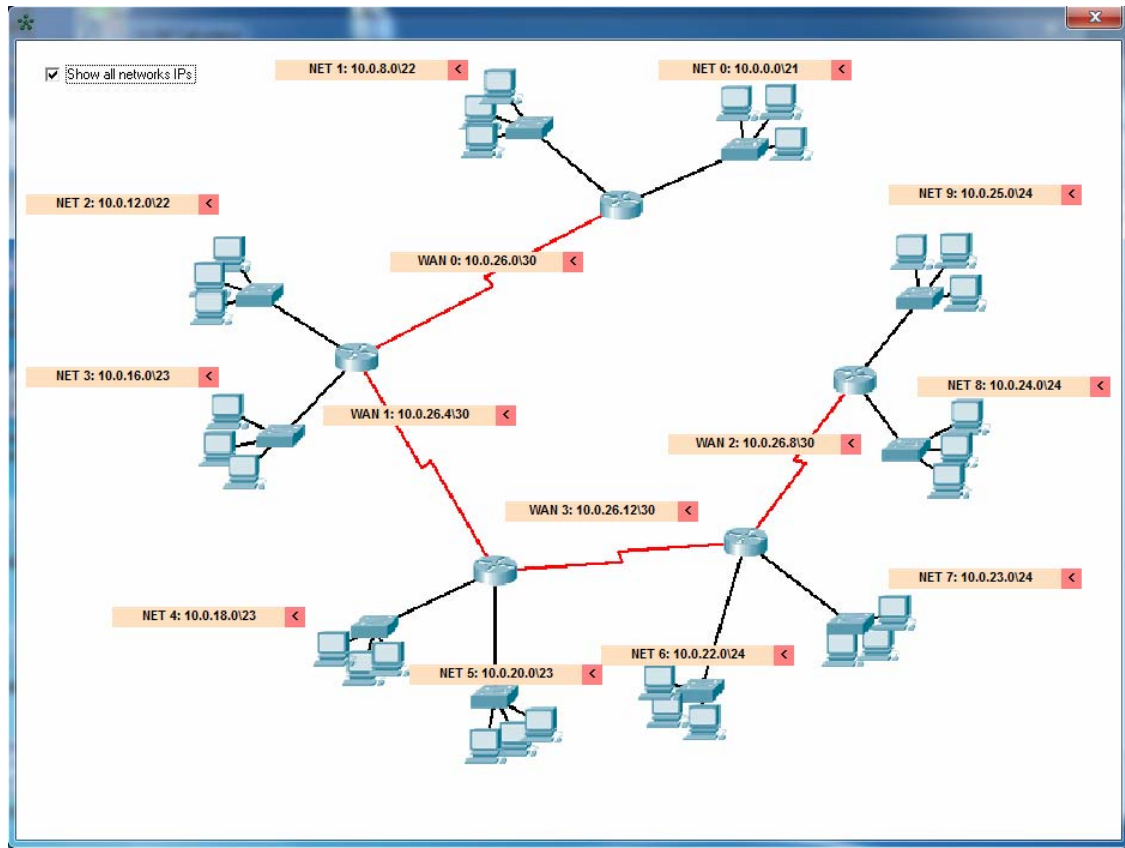 Show all networks IPs
NET 1: 10.0.8.0\22 <
NET 0: 10.0.0.0\21 <
NET 2: 10.0.12.0\22 <
NET 9: 10.0.25.0\24 <
WAN 0: 10.0.26.0\30 <
NET 3: 10.0.16.0\23 <
NET 8: 10.0.24.0\24 <
WAN 1: 10.0.26.4\30 <
WAN 2: 10.0.26.8\30 <
WAN 3: 10.0.26.12\30 <
NET 7: 10.0.23.0\24 <
NET 4: 10.0.18.0\23 <
NET 6: 10.0.22.0\24 <
NET 5: 10.0.20.0\23 <